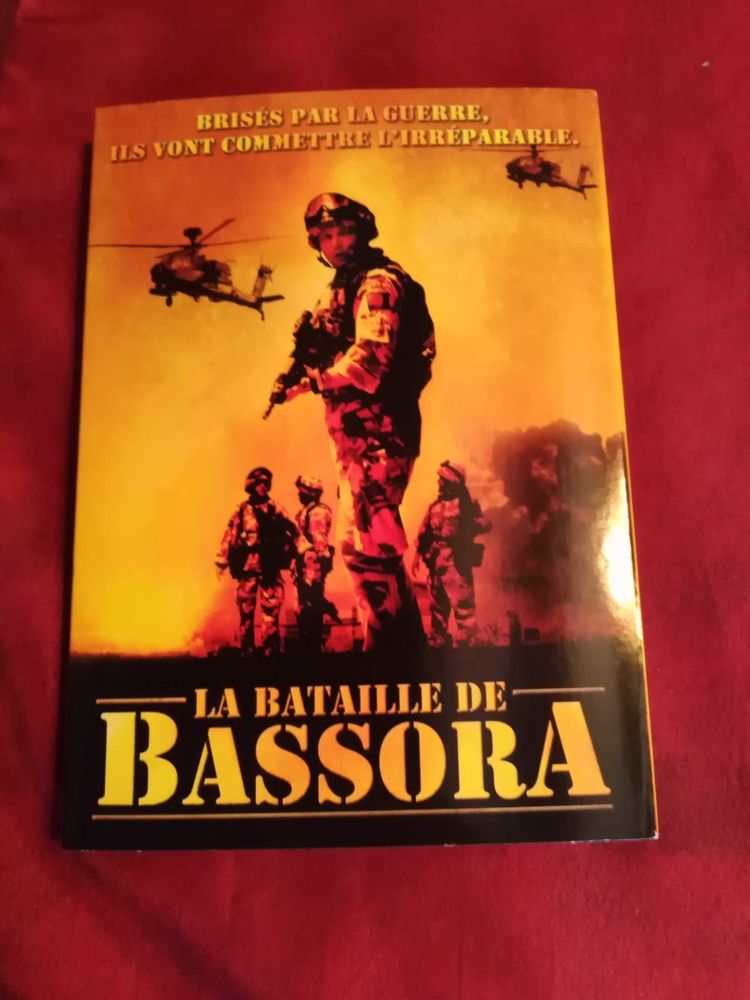 BRISÉS PAR LA GUERRE,
ILS VONT COMMETTRE L'IRRÉPARABLE.
LA BATAILLE DE
BASSORA